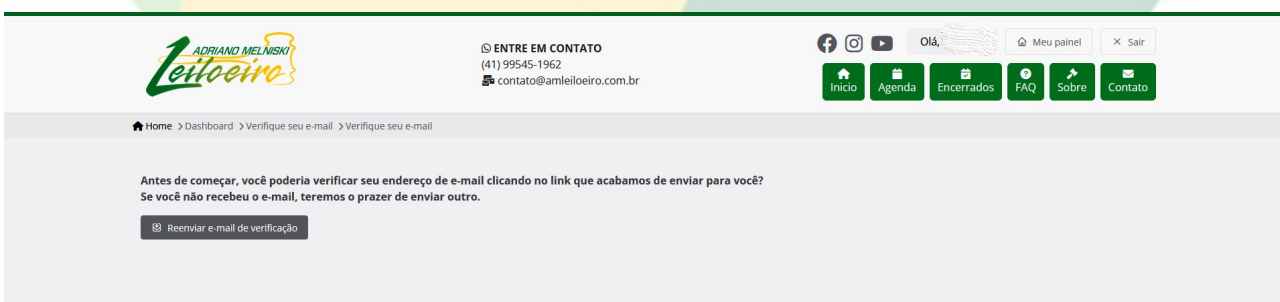 ADRIANO MELNISKI
Leiloeiro
ENTRE EM CONTATO
(41) 99545-1962
contato@amleiloeiro.com.br
Olá,
Meu painel
Sair
Inicio
Agenda
Encerrados
FAQ
Sobre
Contato
Home > Dashboard > Verifique seu e-mail > Verifique seu e-mail
Antes de começar, você poderia verificar seu endereço de e-mail clicando no link que acabamos de enviar para você?
Se você não recebeu o e-mail, teremos o prazer de enviar outro.
Reenviar e-mail de verificação